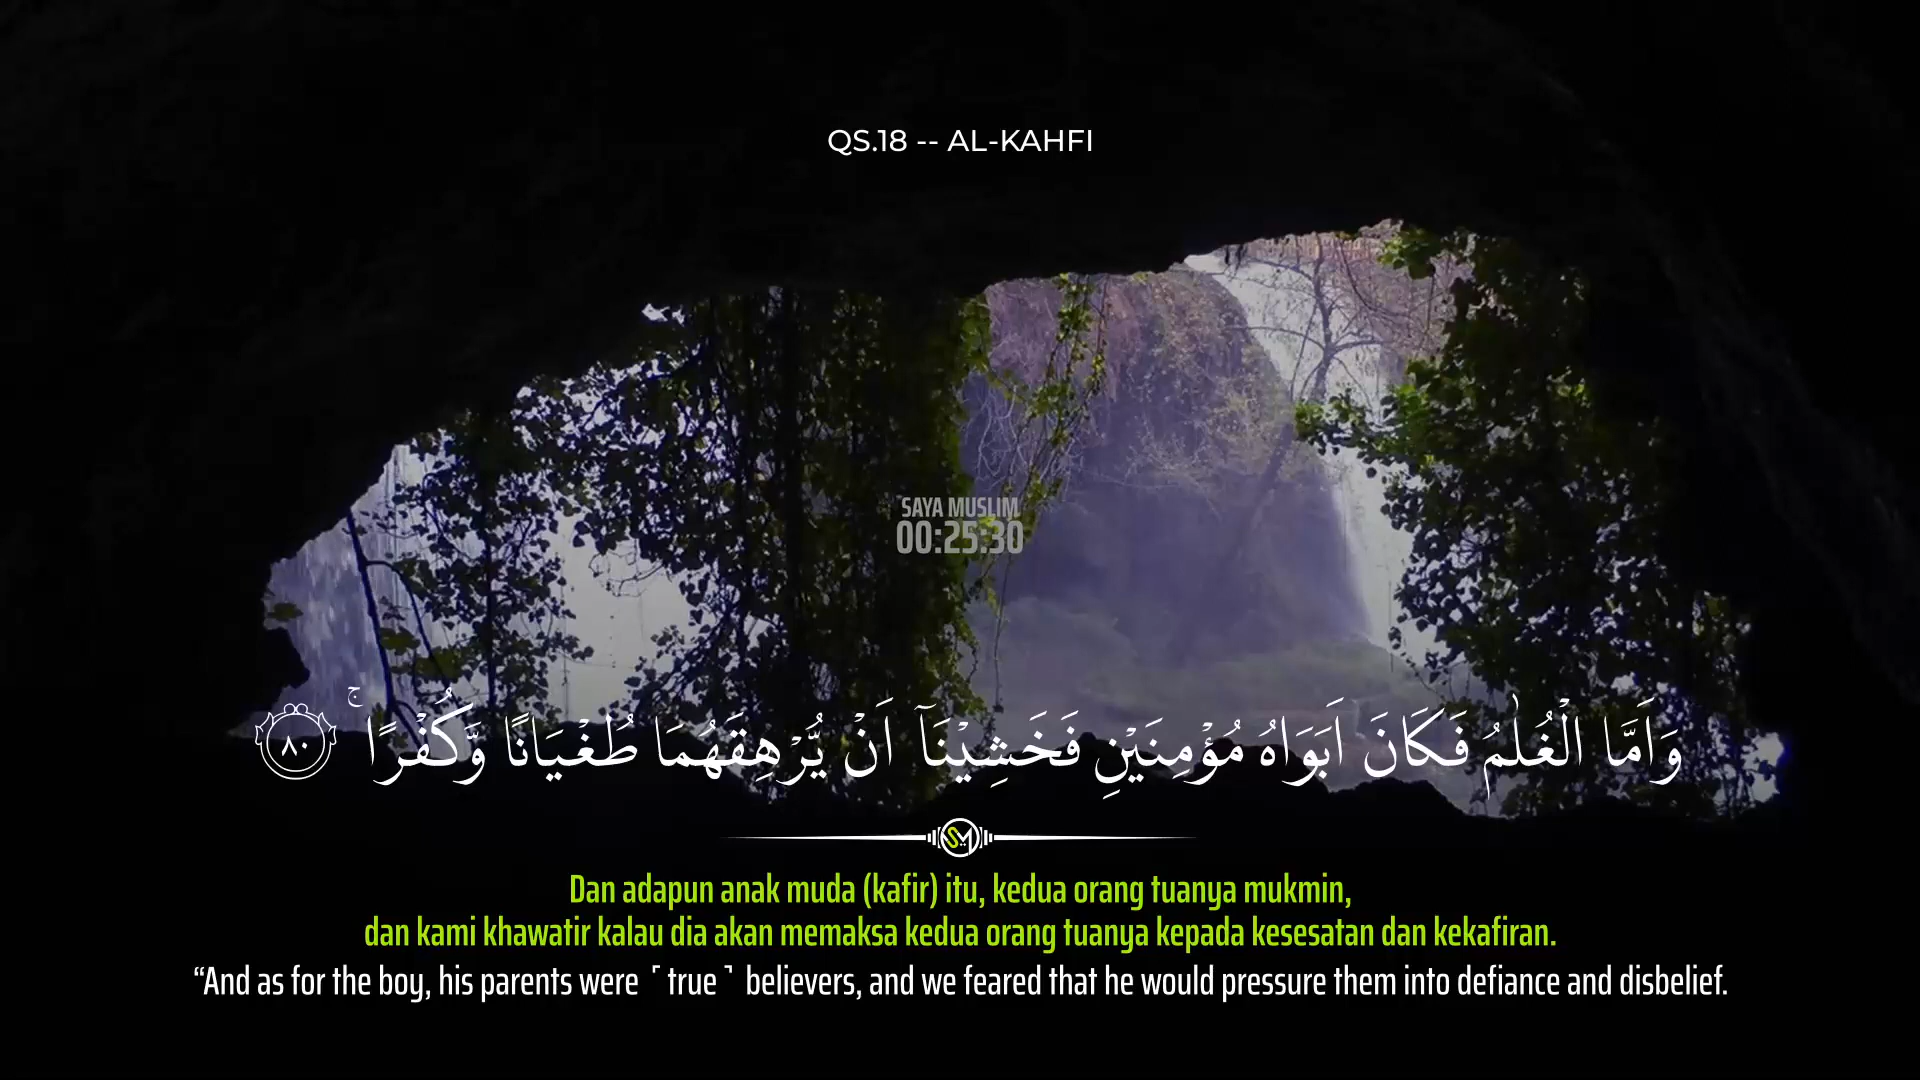 QS.18 -- AL-KAHFI
SAYA MUSLIM
00:25:30
وَاَمَّا الْغُلٰمُ فَكَانَ اَبَوَاهُ مُؤْمِنَيْنِ فَخَشِيْنَآ اَنْ يُّرْهِقَهُمَا طُغْيَانًا وَّكُفْرًا ۚ ٨٠
SM
Dan adapun anak muda (kafir) itu, kedua orang tuanya mukmin,
dan kami khawatir kalau dia akan memaksa kedua orang tuanya kepada kesesatan dan kekafiran.
“And as for the boy, his parents were ˹true˺ believers, and we feared that he would pressure them into defiance and disbelief.